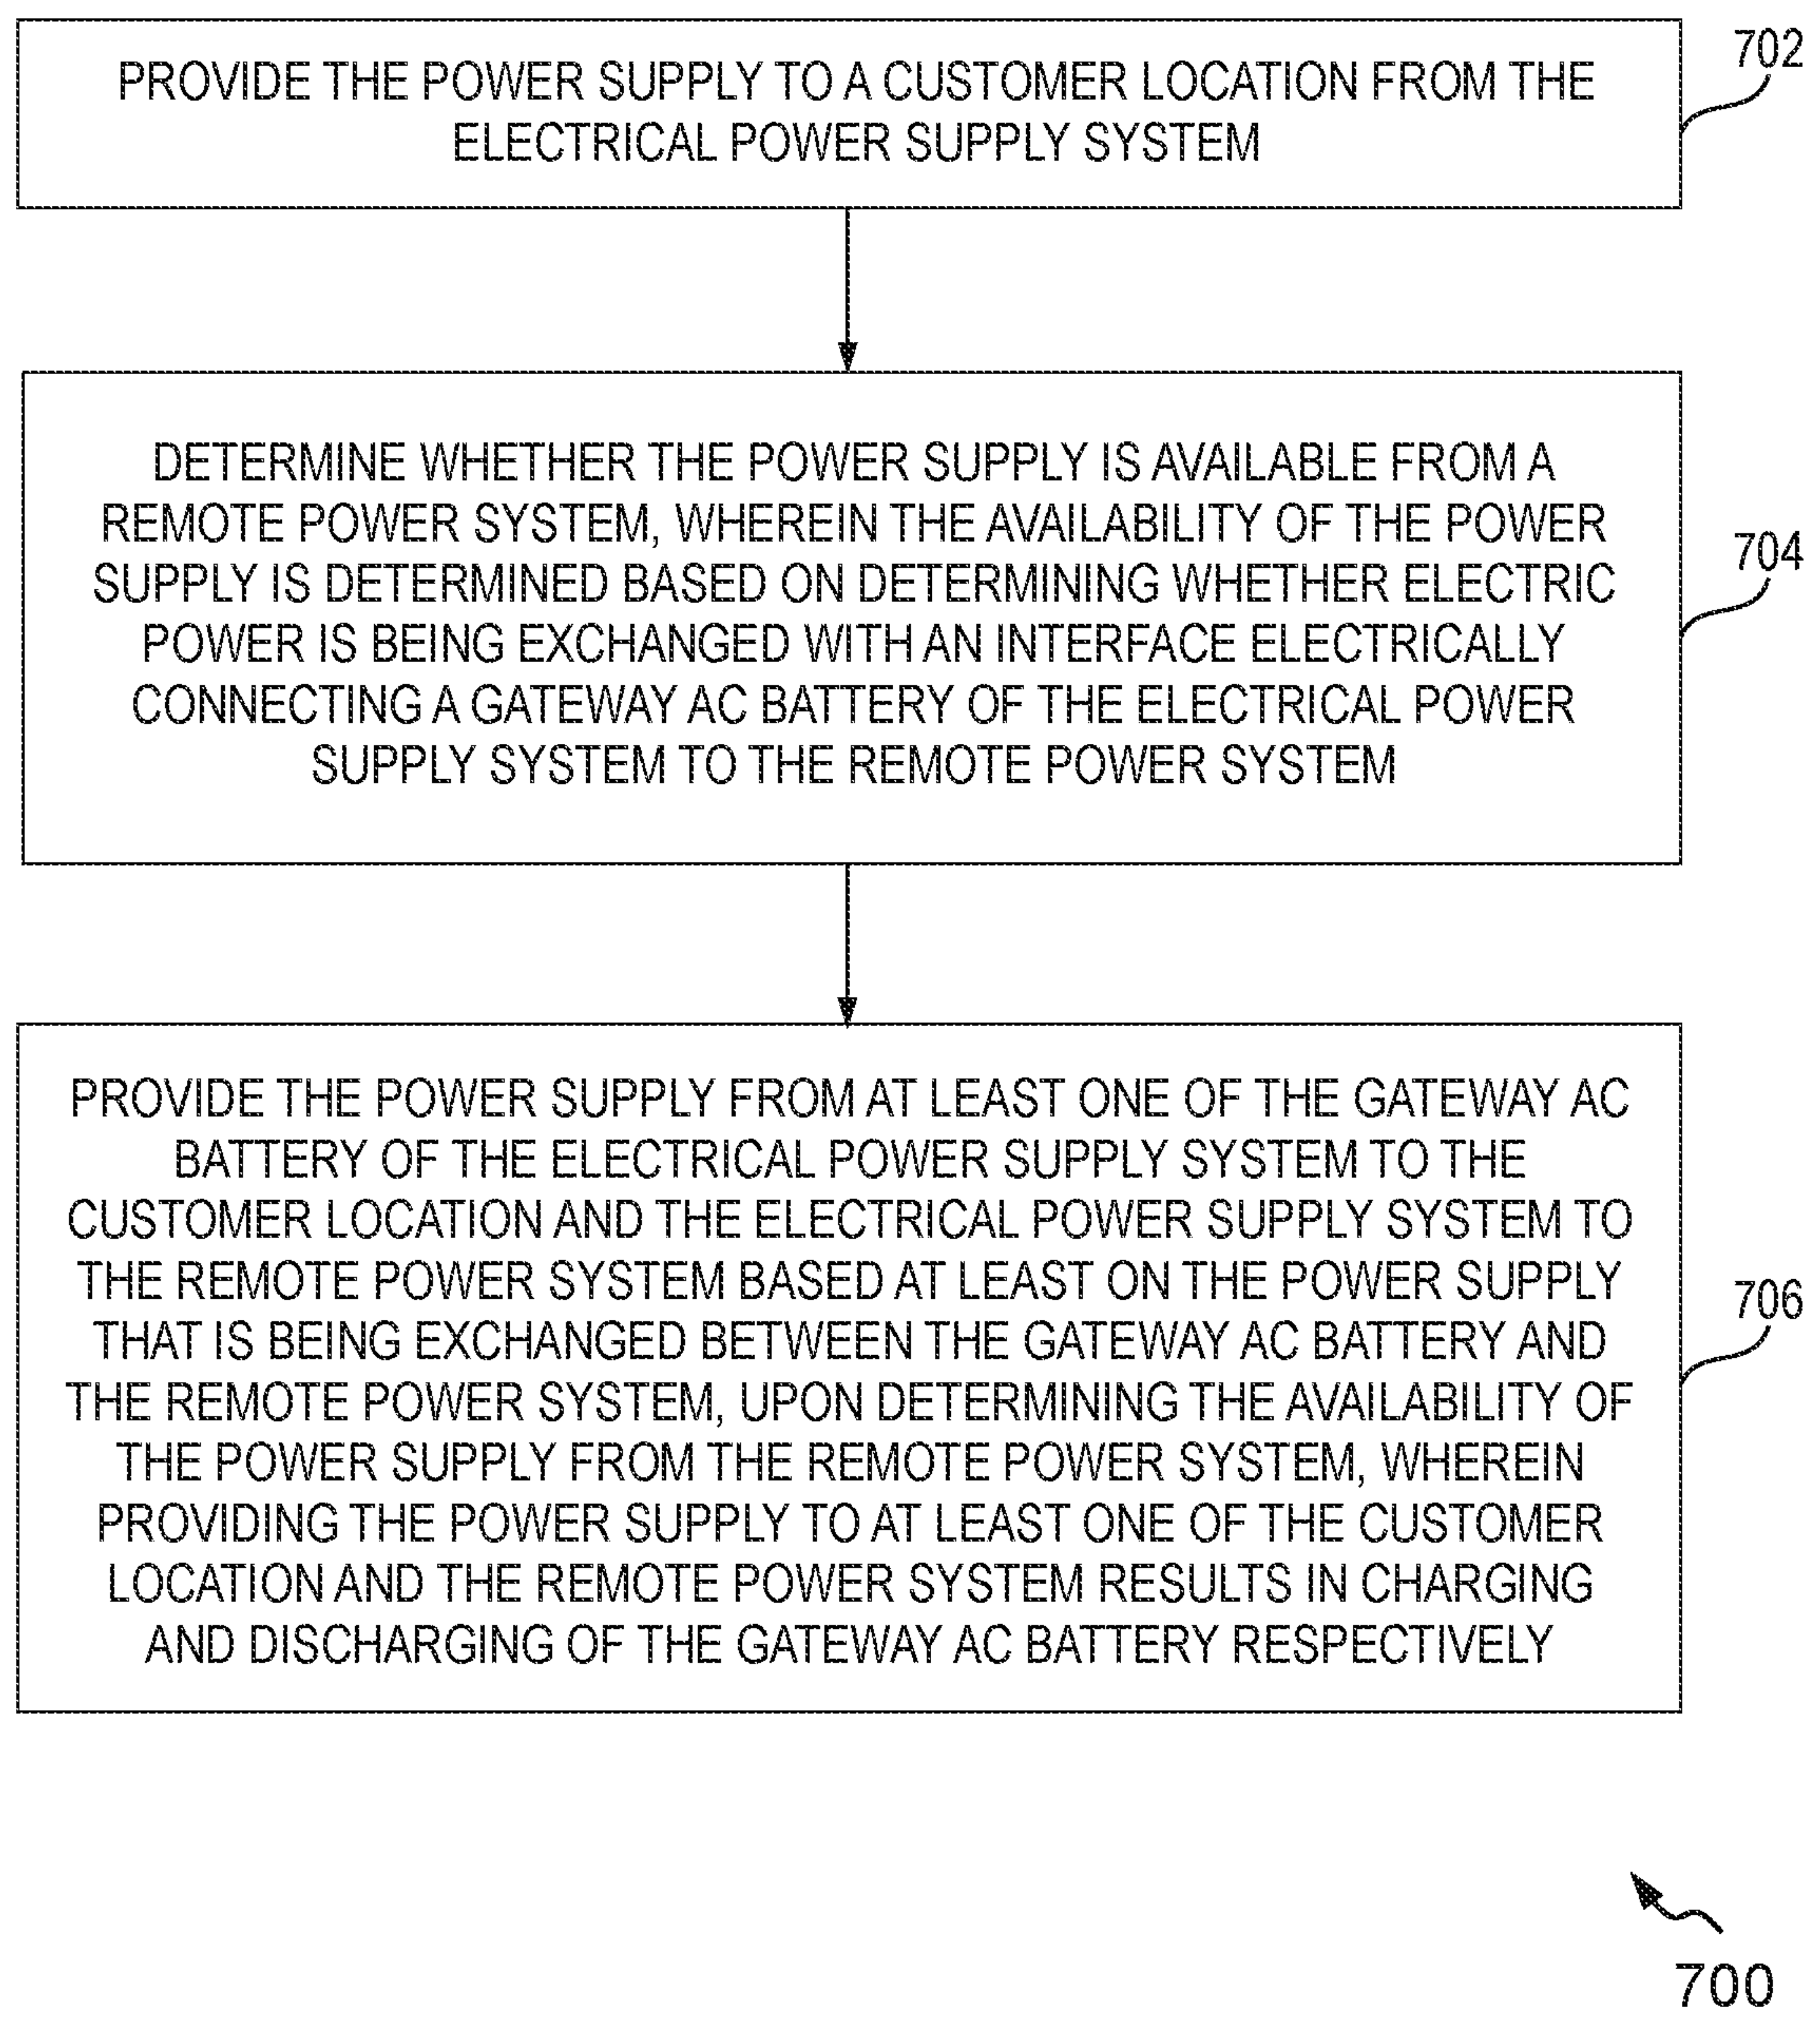 PROVIDE THE POWER SUPPLY TO A CUSTOMER LOCATION FROM THE
ELECTRICAL POWER SUPPLY SYSTEM
702
DETERMINE WHETHER THE POWER SUPPLY IS AVAILABLE FROM A
REMOTE POWER SYSTEM, WHEREIN THE AVAILABILITY OF THE POWER
SUPPLY IS DETERMINED BASED ON DETERMINING WHETHER ELECTRIC
POWER IS BEING EXCHANGED WITH AN INTERFACE ELECTRICALLY
CONNECTING A GATEWAY AC BATTERY OF THE ELECTRICAL POWER
SUPPLY SYSTEM TO THE REMOTE POWER SYSTEM
704
PROVIDE THE POWER SUPPLY FROM AT LEAST ONE OF THE GATEWAY AC
BATTERY OF THE ELECTRICAL POWER SUPPLY SYSTEM TO THE
CUSTOMER LOCATION AND THE ELECTRICAL POWER SUPPLY SYSTEM TO
THE REMOTE POWER SYSTEM BASED AT LEAST ON THE POWER SUPPLY
THAT IS BEING EXCHANGED BETWEEN THE GATEWAY AC BATTERY AND
THE REMOTE POWER SYSTEM, UPON DETERMINING THE AVAILABILITY OF
THE POWER SUPPLY FROM THE REMOTE POWER SYSTEM, WHEREIN
PROVIDING THE POWER SUPPLY TO AT LEAST ONE OF THE CUSTOMER
LOCATION AND THE REMOTE POWER SYSTEM RESULTS IN CHARGING
AND DISCHARGING OF THE GATEWAY AC BATTERY RESPECTIVELY
706
700